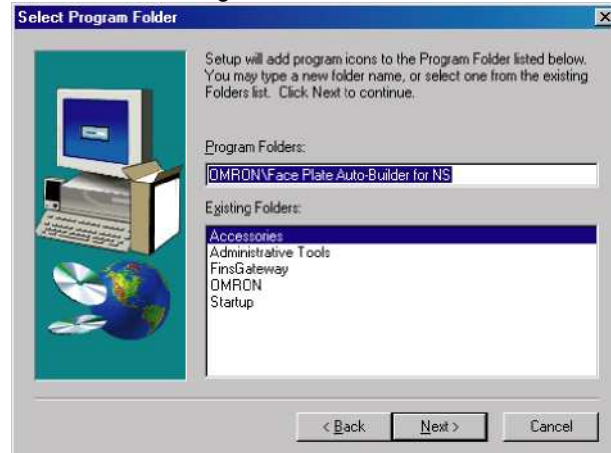 Select Program Folder
Setup will add program icons to the Program Folder listed below.
You may type a new folder name, or select one from the existing
Folders list. Click Next to continue.
Program Folders:
OMRON\Face Plate Auto-Builder for NS
Existing Folders:
Accessories
Administrative Tools
FinsGateway
OMRON
Startup
< Back
Next >
Cancel